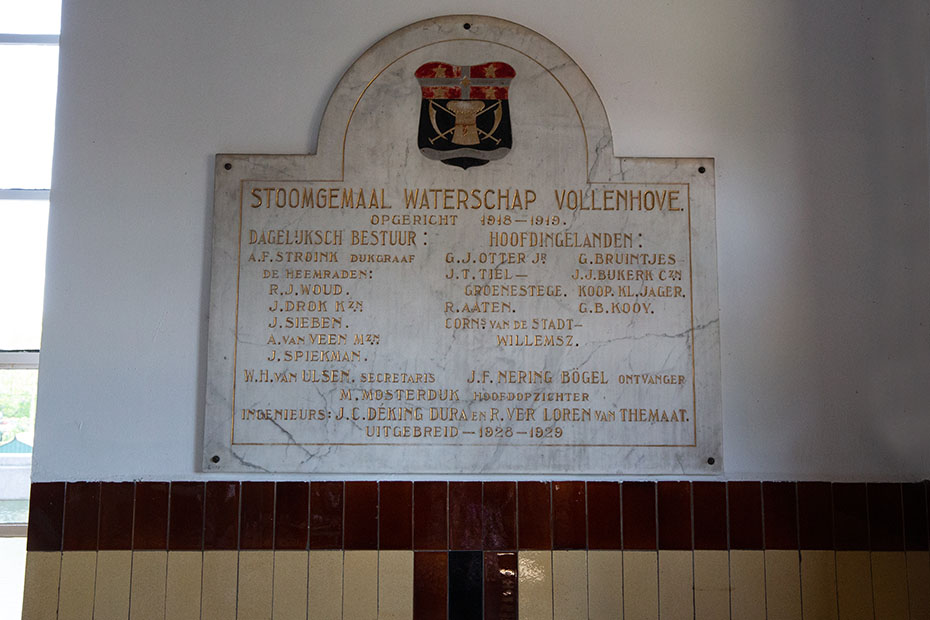 STOOMGEMAAL WATERSCHAP VOLLENHOVE.
OPGERICHT 1918–1919.
DAGELIJKSCH BESTUUR:
A.F. STROINK DIJKGRAAF
DE HEEMRADEN:
R.J. WOUD.
J. DROK KZN
J. SIEBEN.
A. VAN VEEN MZN
J. SPIEKMAN.
HOOFDINGELANDEN:
G.J. OTTER JR
J.T. TIEL–
GROENESTEGE.
R. AATEN.
CORNS VAN DE STADT–
WILLEMSZ.
G. BRUINTJES–
J.J. BIJKERK CZN
KOOP. KL. JAGER.
G.B. KOOY.
W.H. VAN ULSEN. SECRETARIS J.F. NERING BÖGEL ONTVANGER
M. MOSTERDIJK HOOFDOPZICHTER
INGENIEURS: J.C. DÉKING DURA EN R. VER LOREN VAN THEMAAT.
UITGEBREID – 1928–1929